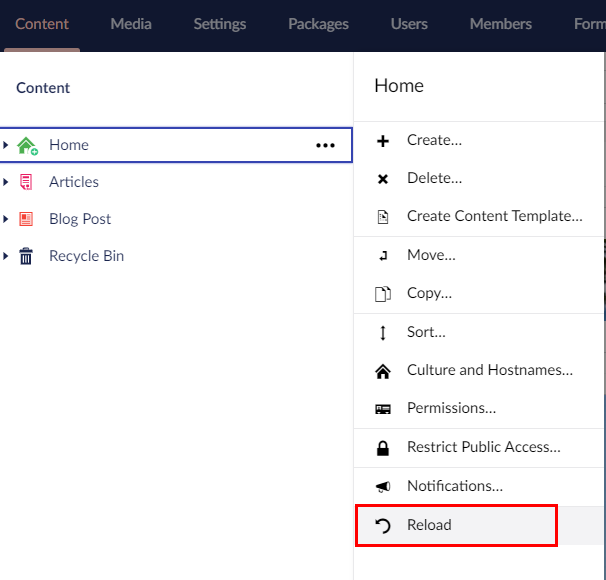 Content Media Settings Packages Users Members Form
Content
Home
Articles
Blog Post
Recycle Bin
Home
Create...
Delete...
Create Content Template...
Move...
Copy...
Sort...
Culture and Hostnames...
Permissions...
Restrict Public Access...
Notifications...
Reload